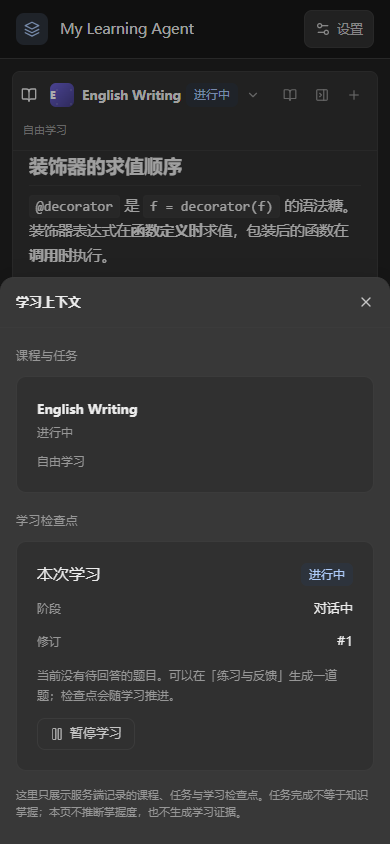 My Learning Agent
设置
E
English Writing
进行中
自由学习
装饰器的求值顺序
@decorator 是 f = decorator(f) 的语法糖。
装饰器表达式在函数定义时求值，包装后的函数在
调用时执行。
学习上下文
课程与任务
English Writing
进行中
自由学习
学习检查点
本次学习
进行中
阶段
对话中
修订
#1
当前没有待回答的题目。可以在「练习与反馈」生成一道
题；检查点会随学习推进。
暂停学习
这里只展示服务端记录的课程、任务与学习检查点。任务完成不等于知识
掌握；本页不推断掌握度，也不生成学习证据。